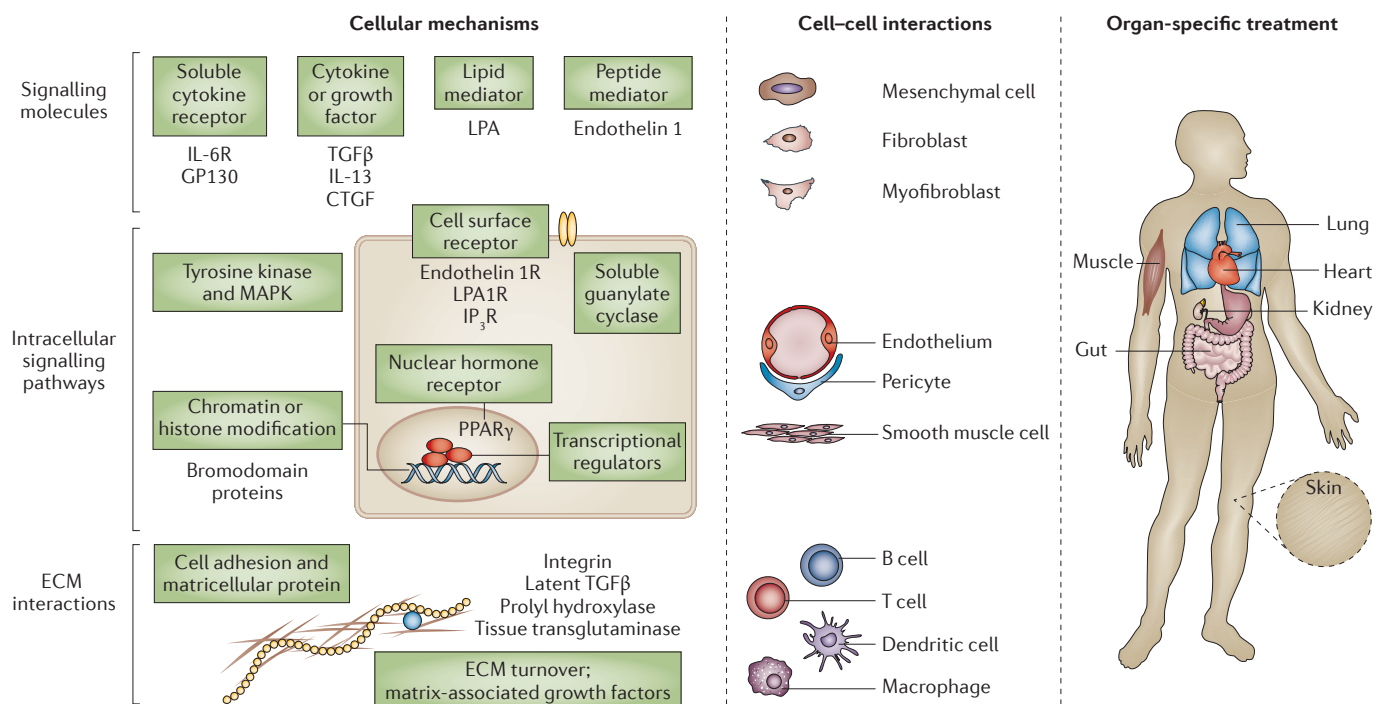 Cellular mechanisms
Signalling
molecules
Soluble
cytokine
receptor
IL-6R
GP130
Cytokine
or growth
factor
TGFβ
IL-13
CTGF
Lipid
mediator
LPA
Peptide
mediator
Endothelin 1
Intracellular
signalling
pathways
Tyrosine kinase
and MAPK
Cell surface
receptor
Endothelin 1R
LPA1R
IP₃R
Soluble
guanylate
cyclase
Nuclear hormone
receptor
PPARγ
Chromatin or
histone modification
Bromodomain
proteins
Transcriptional
regulators
ECM
interactions
Cell adhesion and
matricellular protein
Integrin
Latent TGFβ
Prolyl hydroxylase
Tissue transglutaminase
ECM turnover;
matrix-associated growth factors
Cell–cell interactions
Mesenchymal cell
Fibroblast
Myofibroblast
Endothelium
Pericyte
Smooth muscle cell
B cell
T cell
Dendritic cell
Macrophage
Organ-specific treatment
Lung
Muscle
Heart
Kidney
Gut
Skin